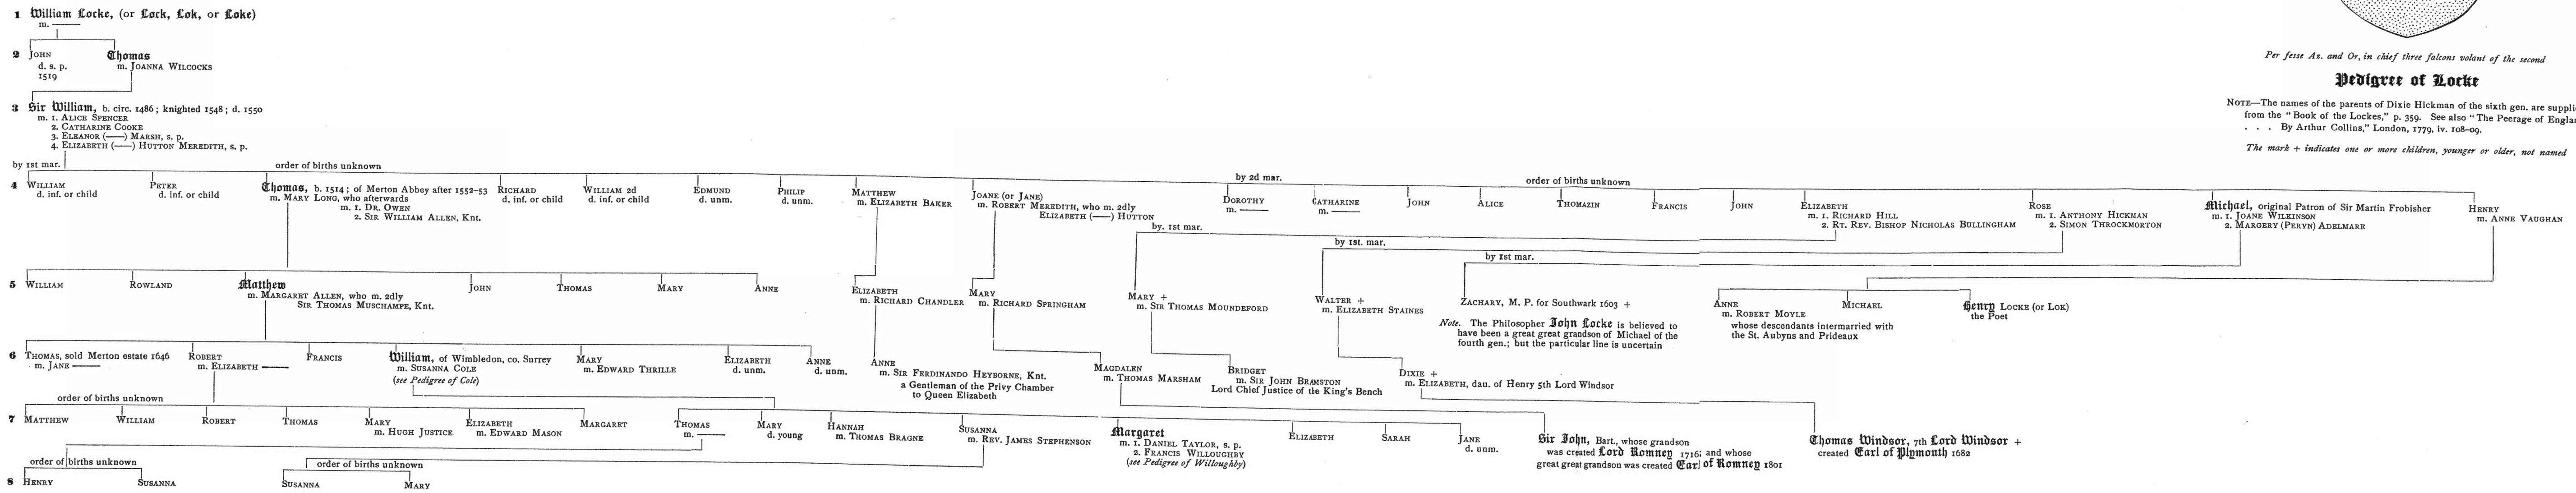 1 William Locke, (or Lock, Lok, or Loke)
m. ——
2 John
d. s. p.
1519
Thomas
m. Joanna Wilcocks
Per fesse Az. and Or, in chief three falcons volant of the second
Pedigree of Locke
Note—The names of the parents of Dixie Hickman of the sixth gen. are suppli
from the "Book of the Lockes," p. 359. See also "The Peerage of Engla
. . . By Arthur Collins," London, 1779, iv. 108-09.
The mark + indicates one or more children, younger or older, not named
3 Sir William, b. circ. 1486; knighted 1548; d. 1550
m. 1. Alice Spencer
2. Catharine Cooke
3. Eleanor (——) Marsh, s. p.
4. Elizabeth (——) Hutton Meredith, s. p.
by 1st mar.
order of births unknown
by 2d mar.
order of births unknown
4 William
d. inf. or child
Peter
d. inf. or child
Thomas, b. 1514; of Merton Abbey after 1552-53
m. Mary Long, who afterwards
m. 1. Dr. Owen
2. Sir William Allen, Knt.
Richard
d. inf. or child
William 2d
d. inf. or child
Edmund
d. unm.
Philip
d. unm.
Matthew
m. Elizabeth Baker
Joane (or Jane)
m. Robert Meredith, who m. 2dly
Elizabeth (——) Hutton
Dorothy
m. ——
Catharine
m. ——
John
Alice
Thomazin
Francis
John
Elizabeth
m. 1. Richard Hill
2. Rt. Rev. Bishop Nicholas Bullingham
Rose
m. 1. Anthony Hickman
2. Simon Throckmorton
Michael, original Patron of Sir Martin Frobisher
m. 1. Joane Wilkinson
2. Margery (Peryn) Adelmare
Henry
m. Anne Vaughan
by. 1st mar.
by 1st. mar.
by 1st mar.
5 William
Rowland
Matthew
m. Margaret Allen, who m. 2dly
Sir Thomas Muschampe, Knt.
John
Thomas
Mary
Anne
Elizabeth
m. Richard Chandler
Mary
m. Richard Springham
Mary +
m. Sir Thomas Moundeford
Walter +
m. Elizabeth Staines
Zachary, M. P. for Southwark 1603 +
Note. The Philosopher John Locke is believed to
have been a great great grandson of Michael of the
fourth gen.; but the particular line is uncertain
Anne
m. Robert Moyle
whose descendants intermarried with
the St. Aubyns and Prideaux
Michael
Henry Locke (or Lok)
the Poet
6 Thomas, sold Merton estate 1646
m. Jane ——
Robert
m. Elizabeth ——
Francis
William, of Wimbledon, co. Surrey
m. Susanna Cole
(see Pedigree of Cole)
Mary
m. Edward Thrille
Elizabeth
d. unm.
Anne
d. unm.
Anne
m. Sir Ferdinando Heyborne, Knt.
a Gentleman of the Privy Chamber
to Queen Elizabeth
Magdalen
m. Thomas Marsham
Bridget
m. Sir John Bramston
Lord Chief Justice of the King's Bench
Dixie +
m. Elizabeth, dau. of Henry 5th Lord Windsor
order of births unknown
7 Matthew
William
Robert
Thomas
Mary
m. Hugh Justice
Elizabeth
m. Edward Mason
Margaret
Thomas
m. ——
Mary
d. young
Hannah
m. Thomas Bragne
Susanna
m. Rev. James Stephenson
Margaret
m. 1. Daniel Taylor, s. p.
2. Francis Willoughby
(see Pedigree of Willoughby)
Elizabeth
Sarah
Jane
d. unm.
Sir John, Bart., whose grandson
was created Lord Romney 1716; and whose
great great grandson was created Earl of Romney 1801
Thomas Windsor, 7th Lord Windsor +
created Earl of Plymouth 1682
order of births unknown
order of births unknown
8 Henry
Susanna
Susanna
Mary